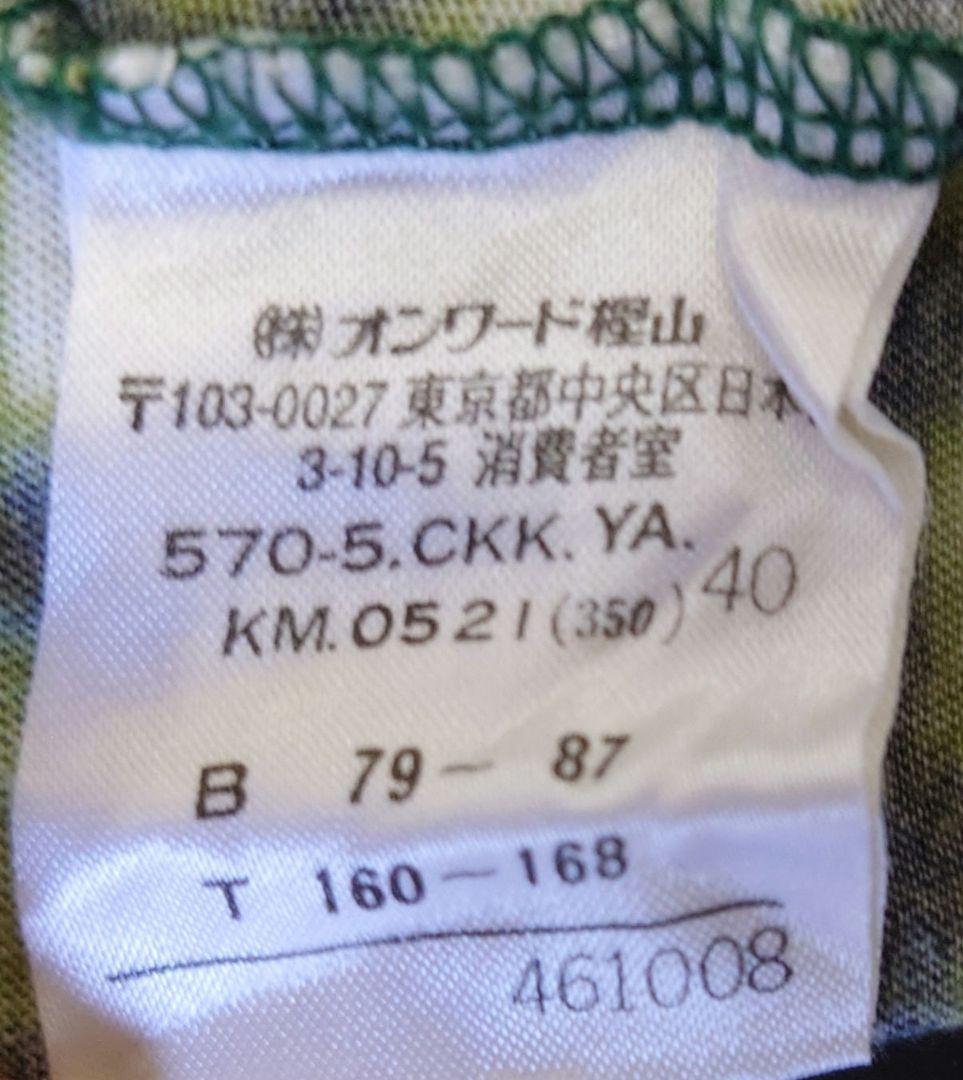 (株)オンワード樫山
〒103-0027 東京都中央区日本
3-10-5 消費者室
570-5.CKK.YA.
KM.0521(350) 40
B 79- 87
T 160-168
461008